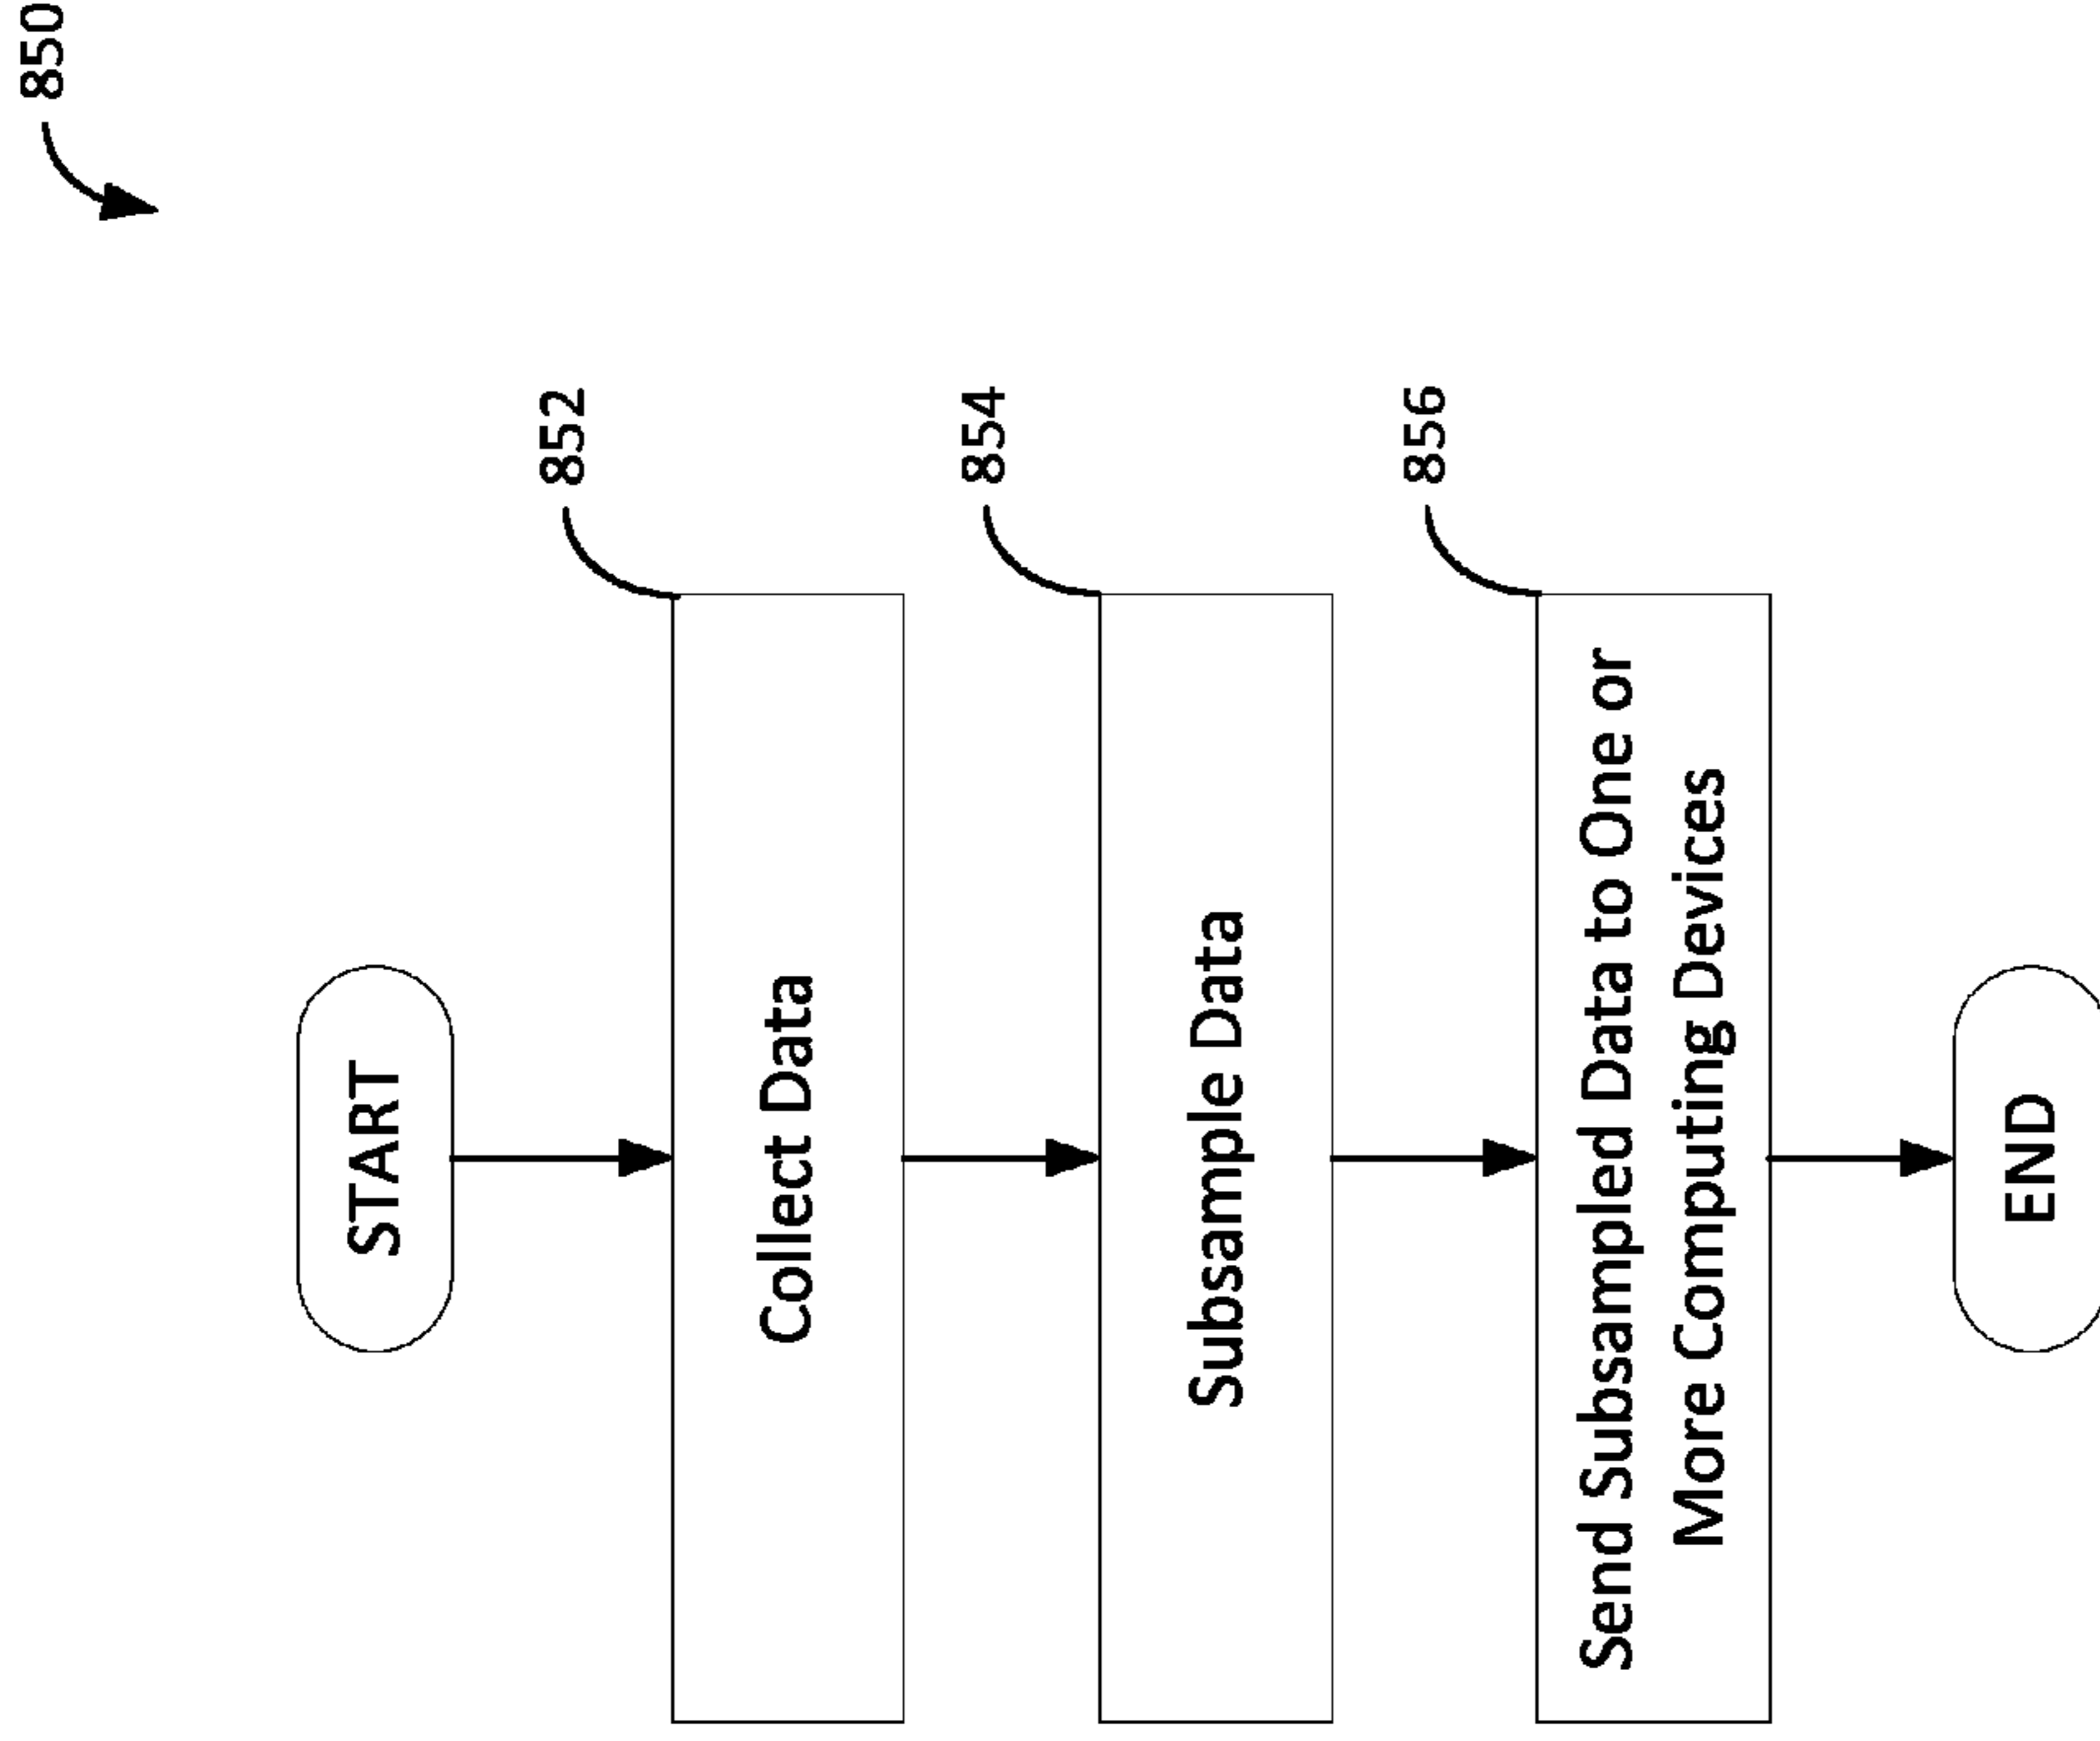 850
START
852
Collect Data
854
Subsample Data
856
Send Subsampled Data to One or
More Computing Devices
END